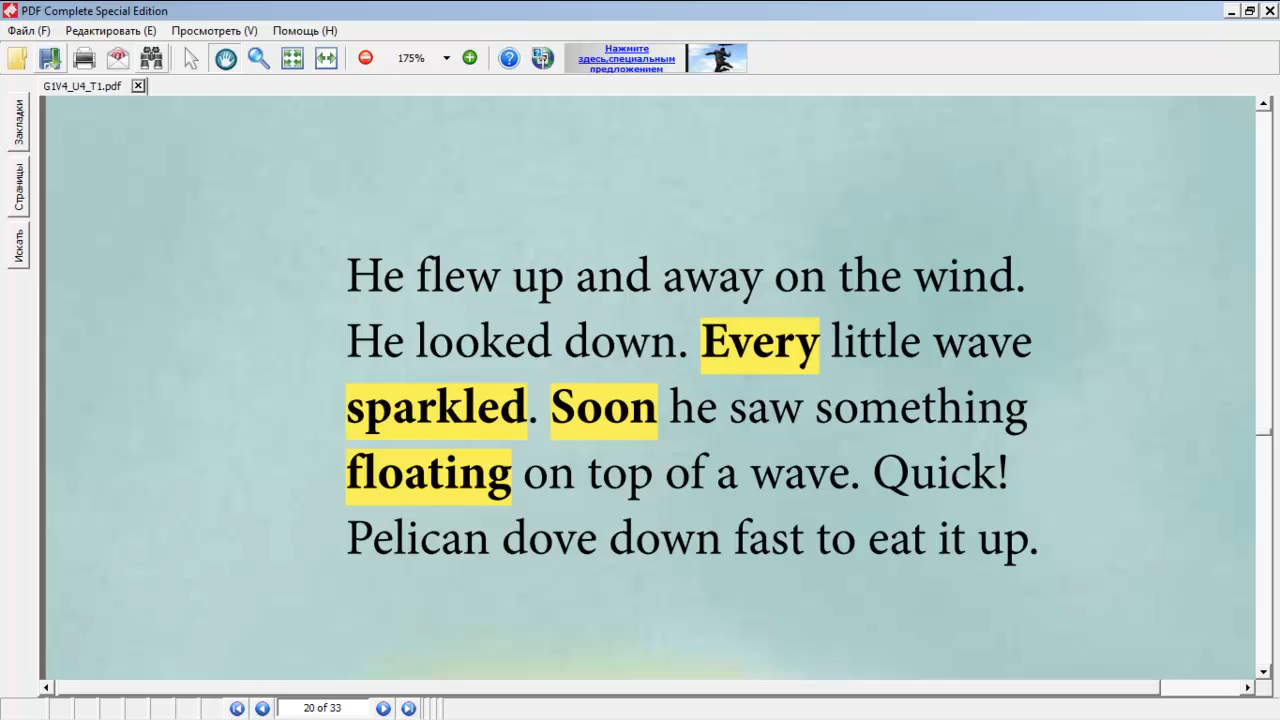 PDF Complete Special Edition
Файл (F) Редактировать (E) Просмотреть (V) Помощь (H)
175%
Нажмите
здесь,специальным
предложением
G1V4_U4_T1.pdf
Закладки
Страницы
Искать
He flew up and away on the wind.
He looked down. Every little wave
sparkled. Soon he saw something
floating on top of a wave. Quick!
Pelican dove down fast to eat it up.
20 of 33